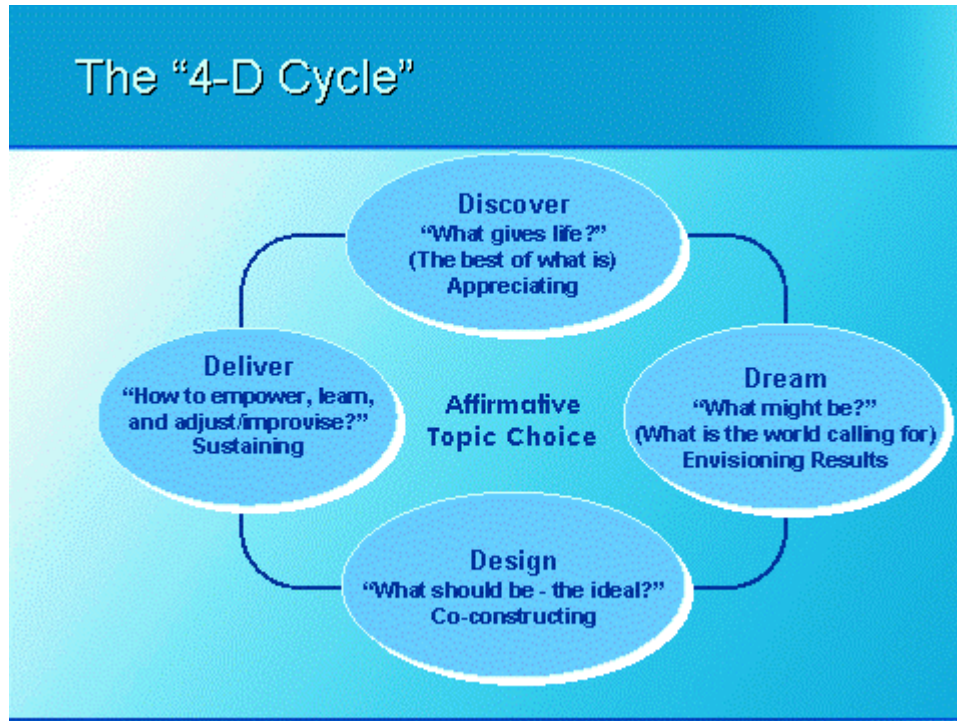 The “4-D Cycle”
Discover
“What gives life?”
(The best of what is)
Appreciating
Dream
“What might be?”
(What is the world calling for)
Envisioning Results
Design
“What should be - the ideal?”
Co-constructing
Deliver
“How to empower, learn,
and adjust/improvise?”
Sustaining
Affirmative
Topic Choice